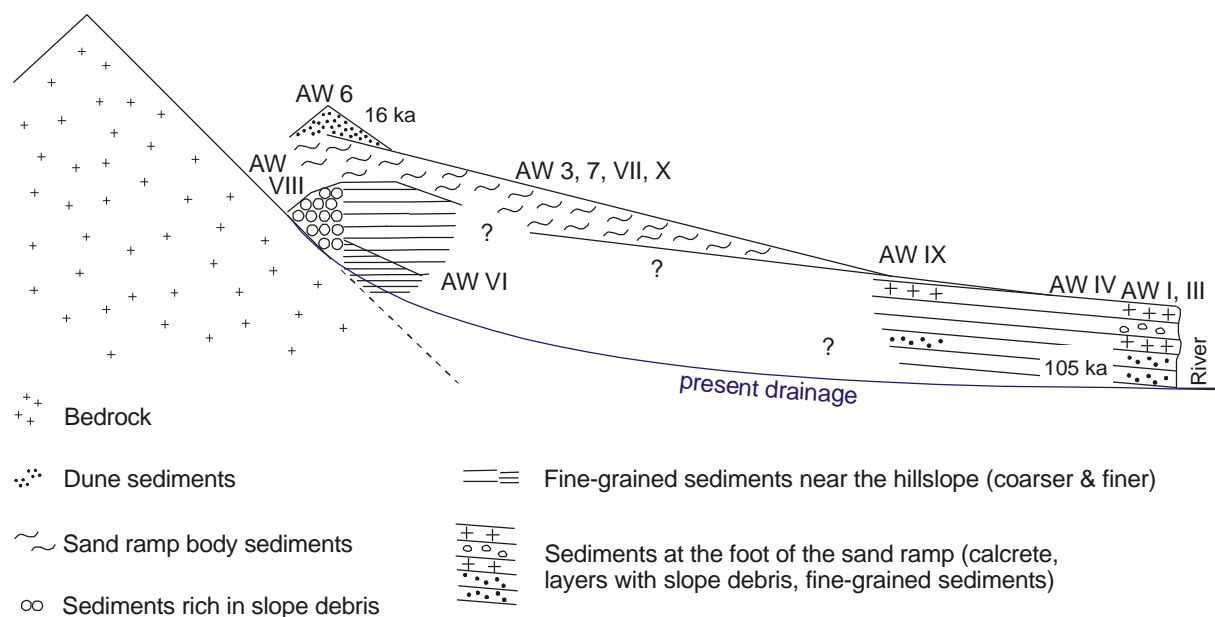 AW 6
16 ka
AW
VIII
AW 3, 7, VII, X
?
?
AW VI
AW IX
AW IV
AW I, III
?
105 ka
River
present drainage
Bedrock
Dune sediments
Sand ramp body sediments
Sediments rich in slope debris
Fine-grained sediments near the hillslope (coarser & finer)
Sediments at the foot of the sand ramp (calcrete,
layers with slope debris, fine-grained sediments)